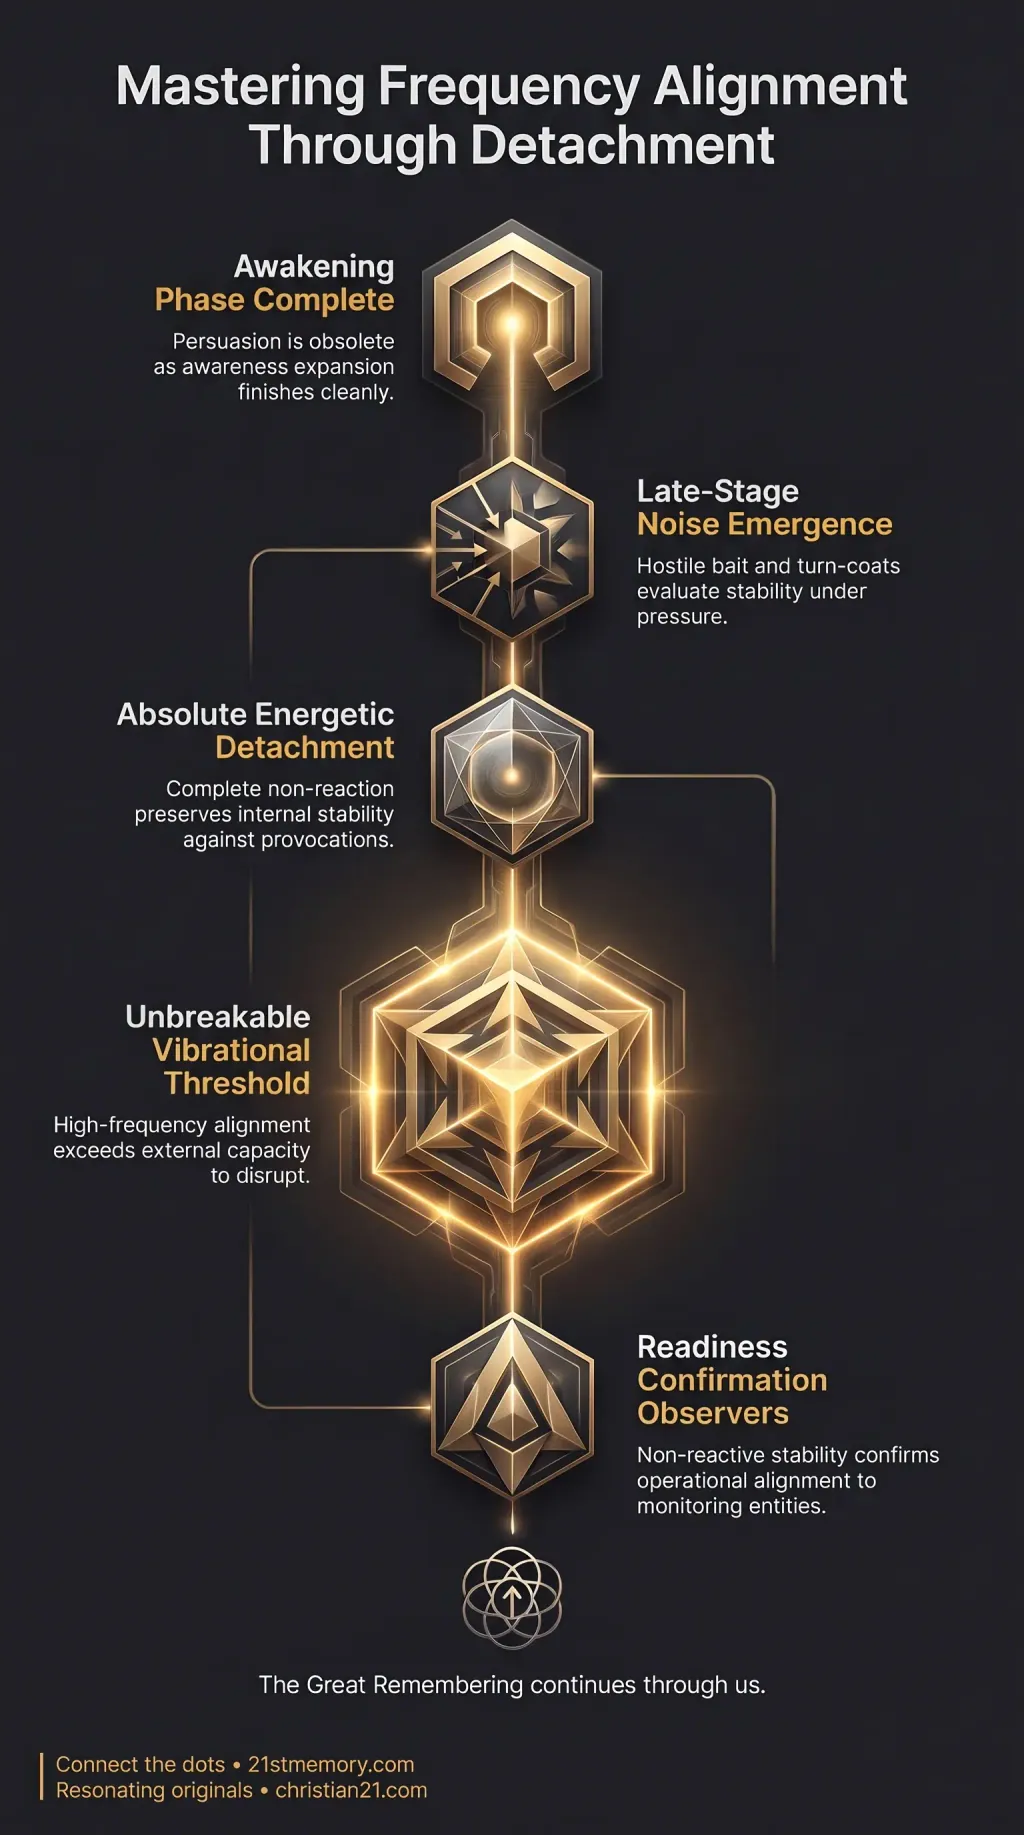 Mastering Frequency Alignment
Through Detachment
Awakening
Phase Complete
Persuasion is obsolete
as awareness expansion
finishes cleanly.
Late-Stage
Noise Emergence
Hostile bait and turn-coats
evaluate stability under
pressure.
Absolute Energetic
Detachment
Complete non-reaction
preserves internal stability
against provocations.
Unbreakable
Vibrational
Threshold
High-frequency alignment
exceeds external capacity
to disrupt.
Readiness
Confirmation
Observers
Non-reactive stability confirms
operational alignment to
monitoring entities.
The Great Remembering continues through us.
Connect the dots • 21stmemory.com
Resonating originals • christian21.com